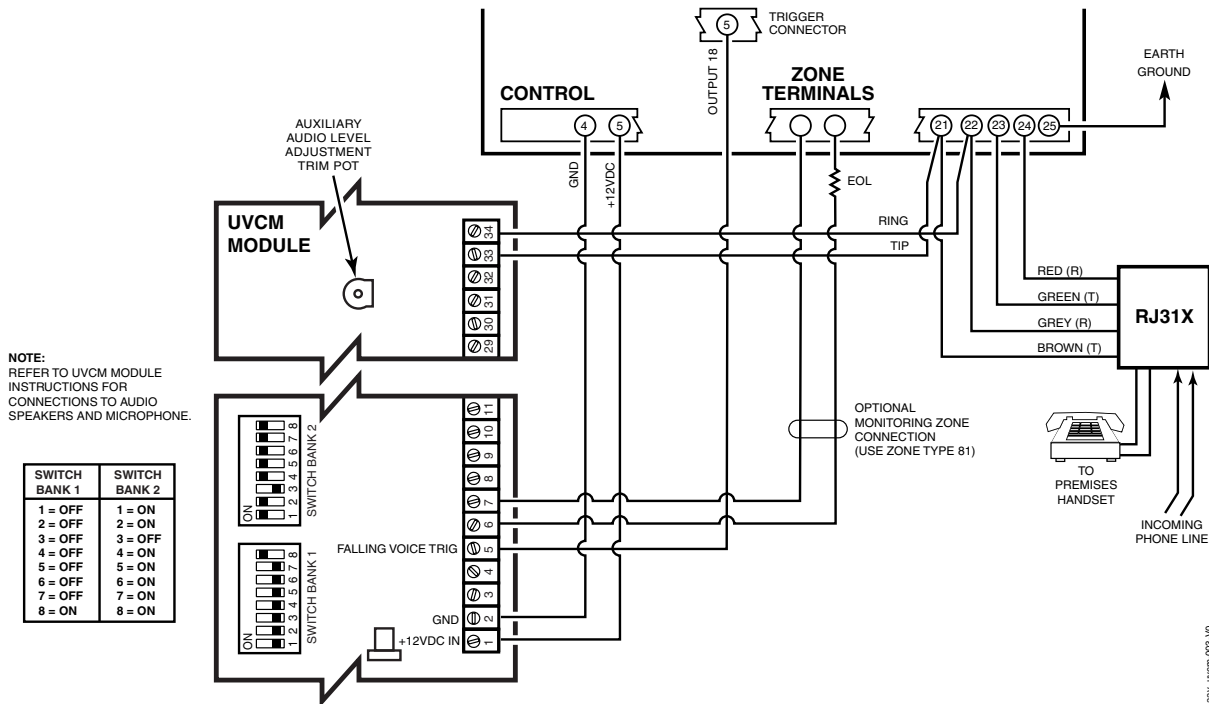 5
TRIGGER
CONNECTOR
OUTPUT 18
EARTH
GROUND
CONTROL
ZONE
TERMINALS
4
5
21
22
23
24
25
GND
+12VDC
EOL
AUXILIARY
AUDIO LEVEL
ADJUSTMENT
TRIM POT
UVCM
MODULE
34
33
32
31
30
29
RING
TIP
RED (R)
GREEN (T)
GREY (R)
BROWN (T)
RJ31X
NOTE:
REFER TO UVCM MODULE
INSTRUCTIONS FOR
CONNECTIONS TO AUDIO
SPEAKERS AND MICROPHONE.
SWITCH BANK 1 SWITCH BANK 2
1 = OFF 1 = ON
2 = OFF 2 = ON
3 = OFF 3 = OFF
4 = OFF 4 = ON
5 = OFF 5 = ON
6 = OFF 6 = ON
7 = OFF 7 = ON
8 = ON 8 = ON
ON
1 2 3 4 5 6 7 8
SWITCH BANK 2
ON
1 2 3 4 5 6 7 8
SWITCH BANK 1
11
10
9
8
7
6
5
4
3
2
1
FALLING VOICE TRIG
GND
+12VDC IN
OPTIONAL
MONITORING ZONE
CONNECTION
(USE ZONE TYPE 81)
TO
PREMISES
HANDSET
INCOMING
PHONE LINE